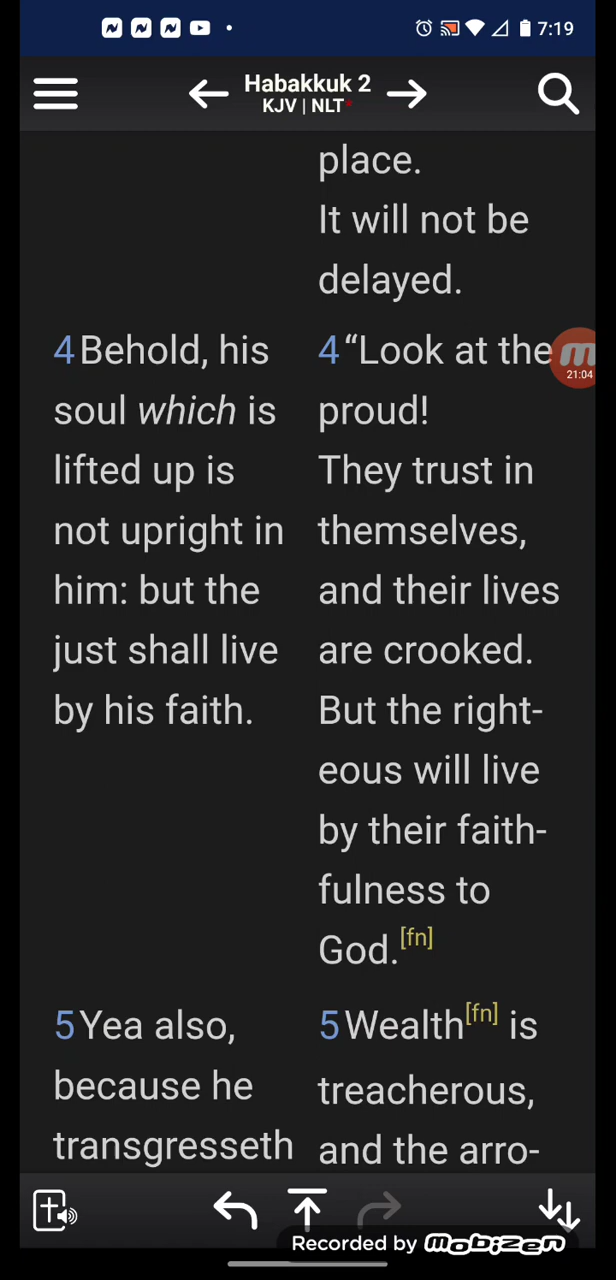 7:19
Habakkuk 2
KJV | NLT*
place.
It will not be
delayed.
4 Behold, his
soul which is
lifted up is
not upright in
him: but the
just shall live
by his faith.
4 “Look at the
proud!
They trust in
themselves,
and their lives
are crooked.
But the right-
eous will live
by their faith-
fulness to
God.[fn]
21:04
5 Yea also,
because he
transgresseth
5 Wealth[fn] is
treacherous,
and the arro-
Recorded by mobizen